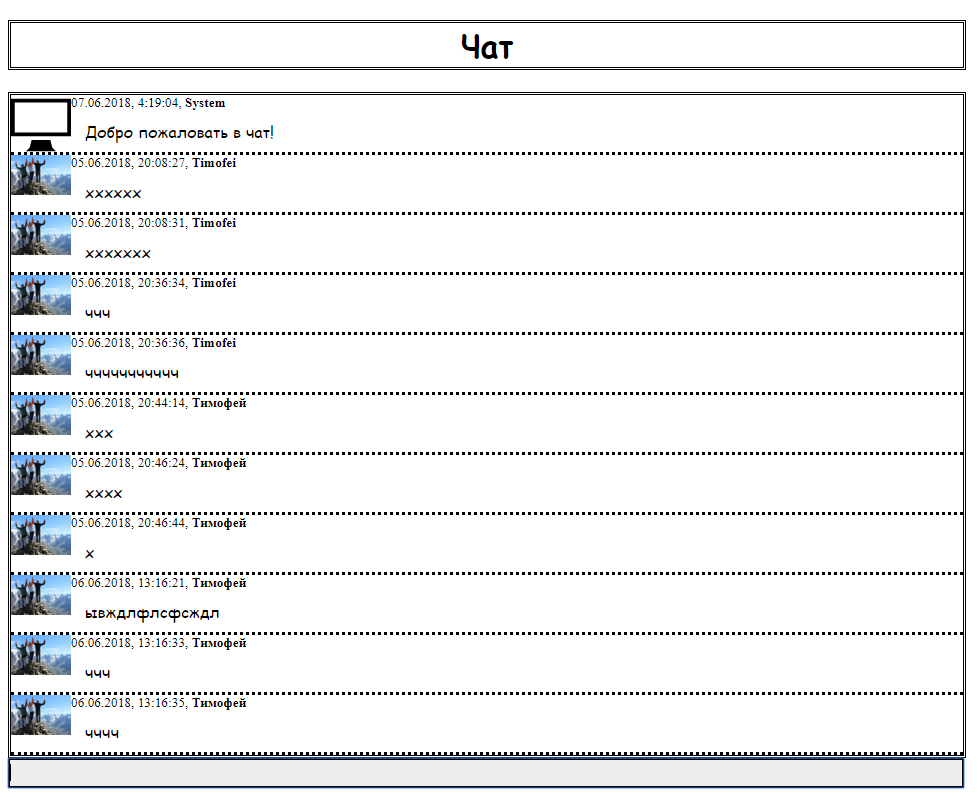 Чат
07.06.2018, 4:19:04, System
Добро пожаловать в чат!
05.06.2018, 20:08:27, Timofei
хххххх
05.06.2018, 20:08:31, Timofei
ххххххх
05.06.2018, 20:36:34, Timofei
ччч
05.06.2018, 20:36:36, Timofei
ччччччччччч
05.06.2018, 20:44:14, Тимофей
ххх
05.06.2018, 20:46:24, Тимофей
хххх
05.06.2018, 20:46:44, Тимофей
х
06.06.2018, 13:16:21, Тимофей
ывждлфлсфсждл
06.06.2018, 13:16:33, Тимофей
ччч
06.06.2018, 13:16:35, Тимофей
чччч